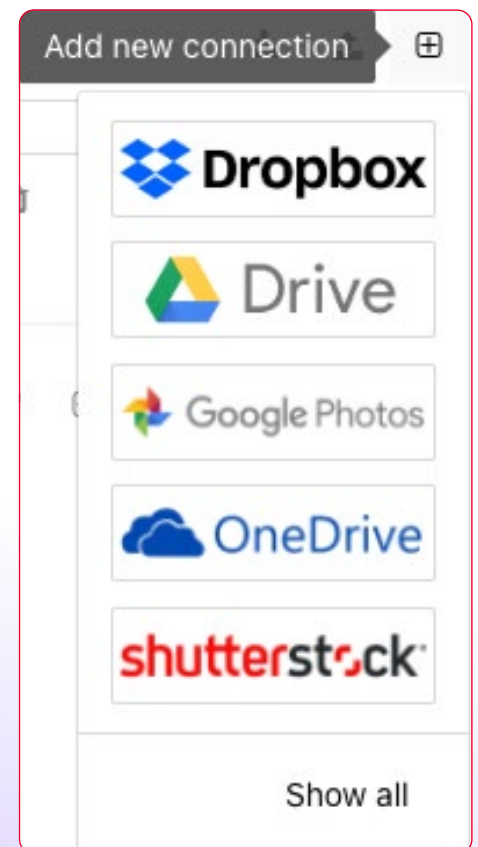 Add new connection
Dropbox
Drive
Google Photos
OneDrive
shutterstock
Show all